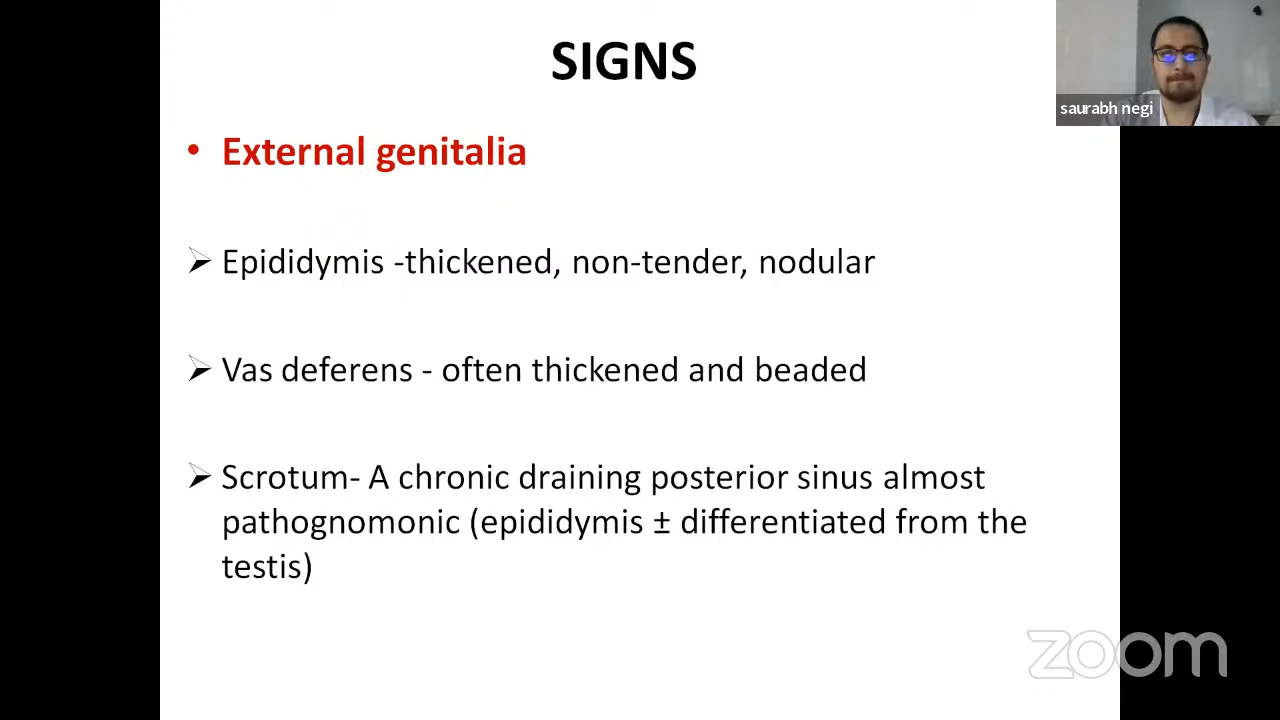 SIGNS
saurabh negi
• External genitalia
➢ Epididymis -thickened, non-tender, nodular
➢ Vas deferens - often thickened and beaded
➢ Scrotum- A chronic draining posterior sinus almost
pathognomonic (epididymis ± differentiated from the
testis)
zoom